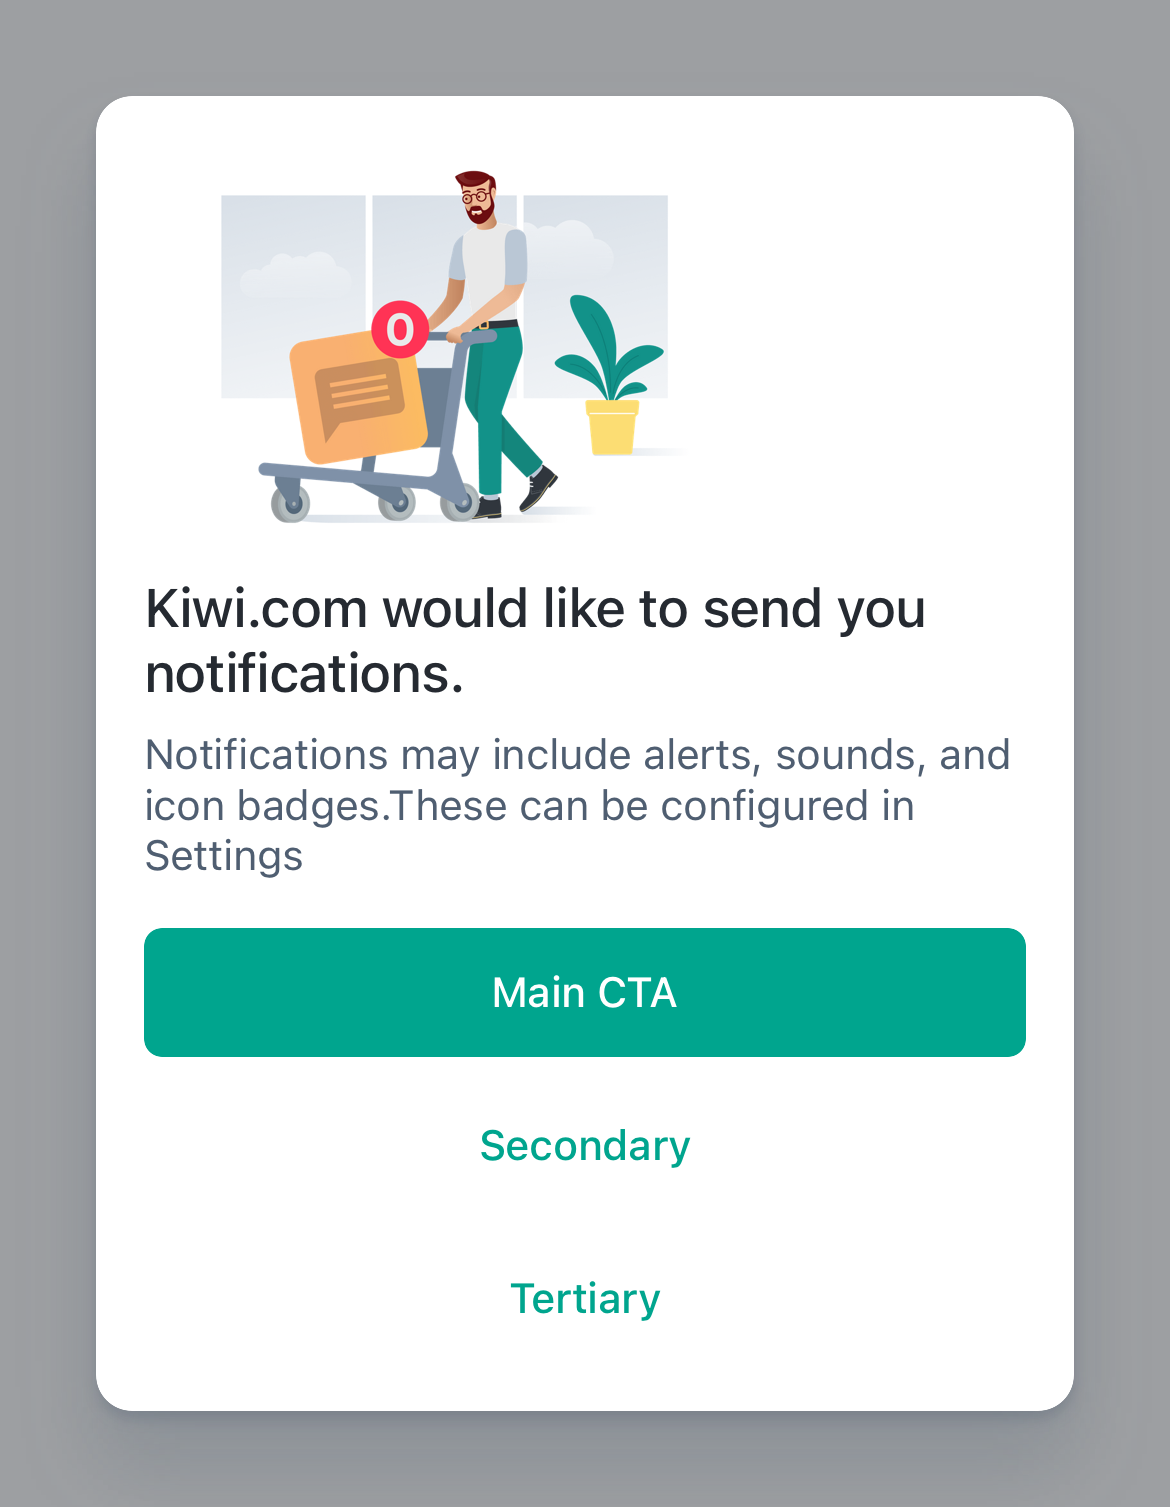 0
Kiwi.com would like to send you
notifications.
Notifications may include alerts, sounds, and
icon badges.These can be configured in
Settings
Main CTA
Secondary
Tertiary